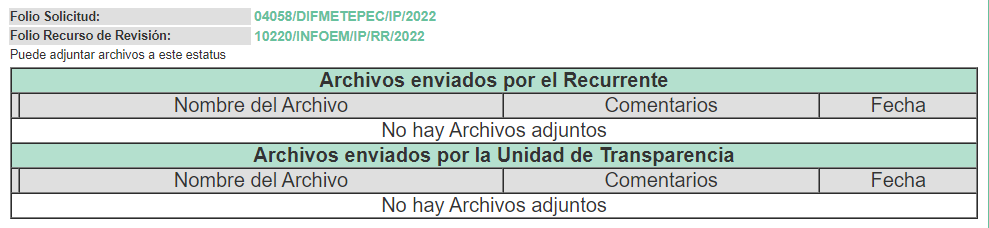 Folio Solicitud: 04058/DIFMETEPEC/IP/2022
Folio Recurso de Revisión: 10220/INFOEM/IP/RR/2022
Puede adjuntar archivos a este estatus
Archivos enviados por el Recurrente
Nombre del Archivo Comentarios Fecha
No hay Archivos adjuntos
Archivos enviados por la Unidad de Transparencia
Nombre del Archivo Comentarios Fecha
No hay Archivos adjuntos